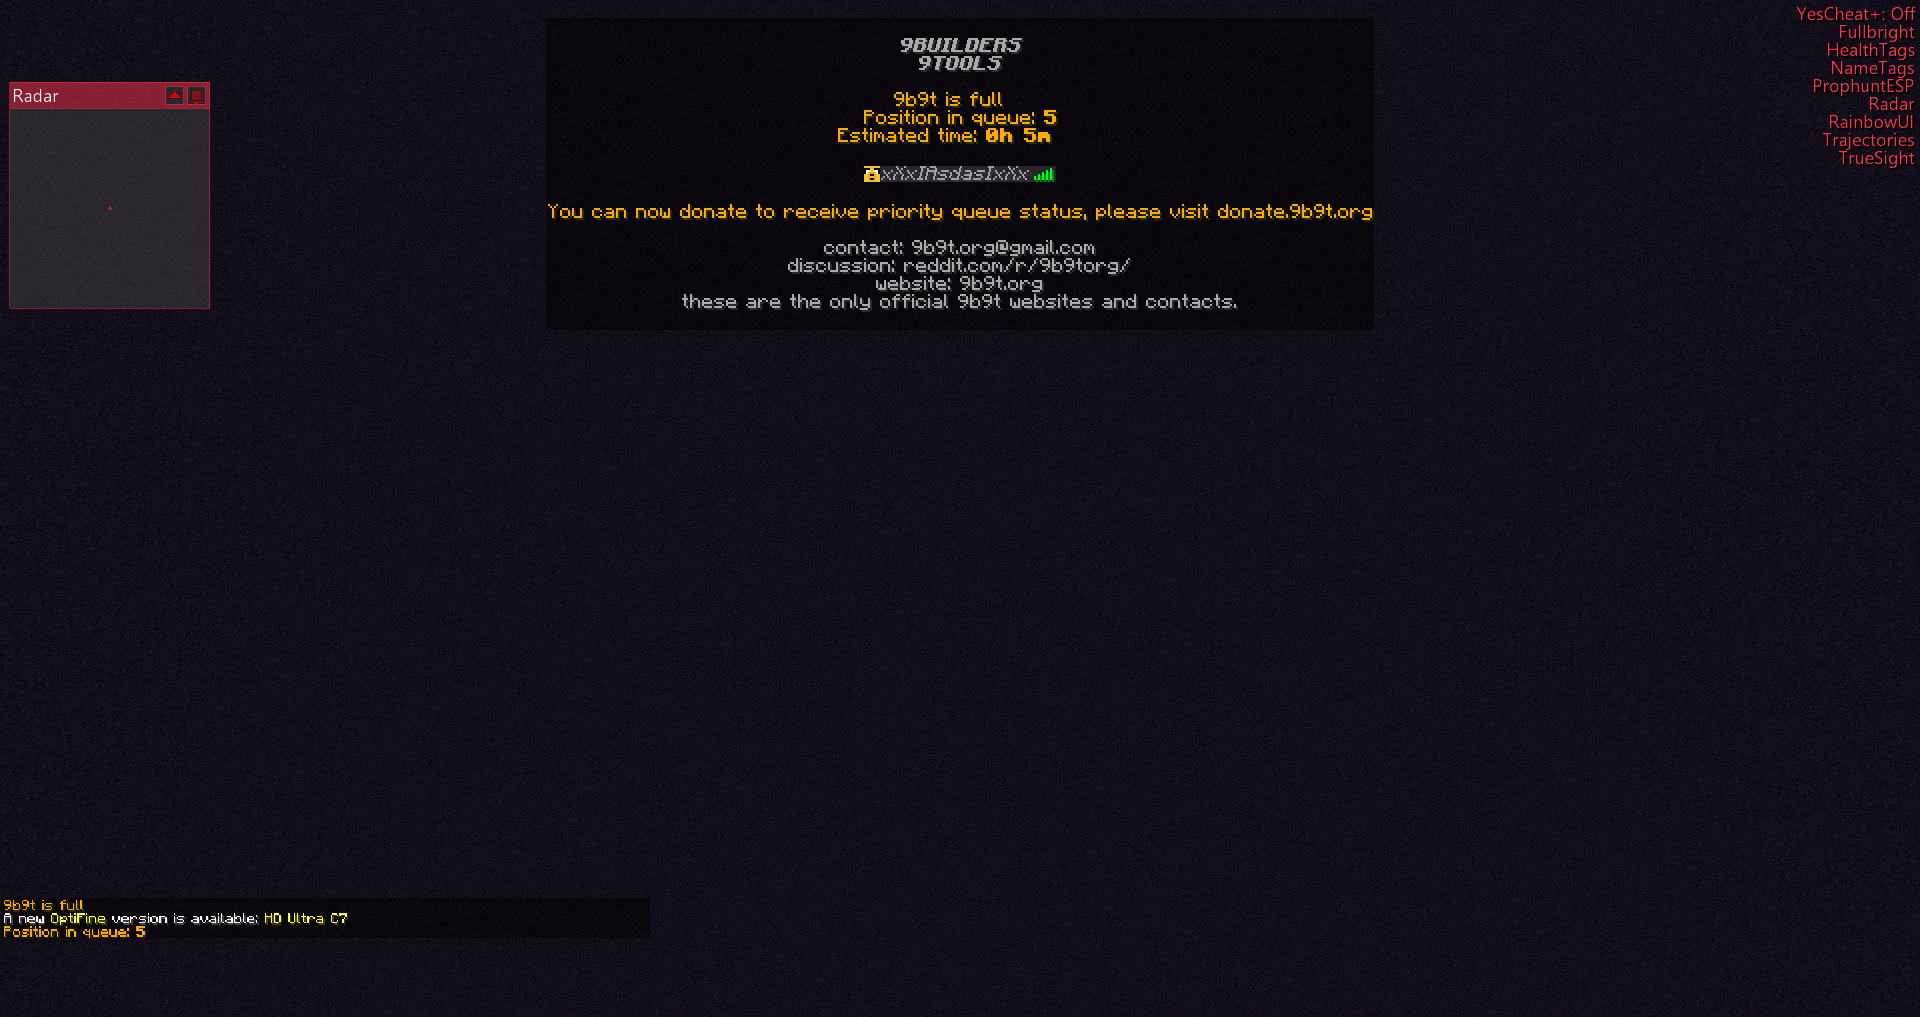 9BUILDERS
9TOOLS
9b9t is full
Position in queue: 5
Estimated time: 0h 5m
xXxIAsdasIxXx
You can now donate to receive priority queue status, please visit donate.9b9t.org
contact: 9b9t.org@gmail.com
discussion: reddit.com/r/9b9torg/
website: 9b9t.org
these are the only official 9b9t websites and contacts.
Radar
YesCheat+: Off
Fullbright
HealthTags
NameTags
ProphuntESP
Radar
RainbowUI
Trajectories
TrueSight
9b9t is full
A new OptiFine version is available: HD Ultra C7
Position in queue: 5